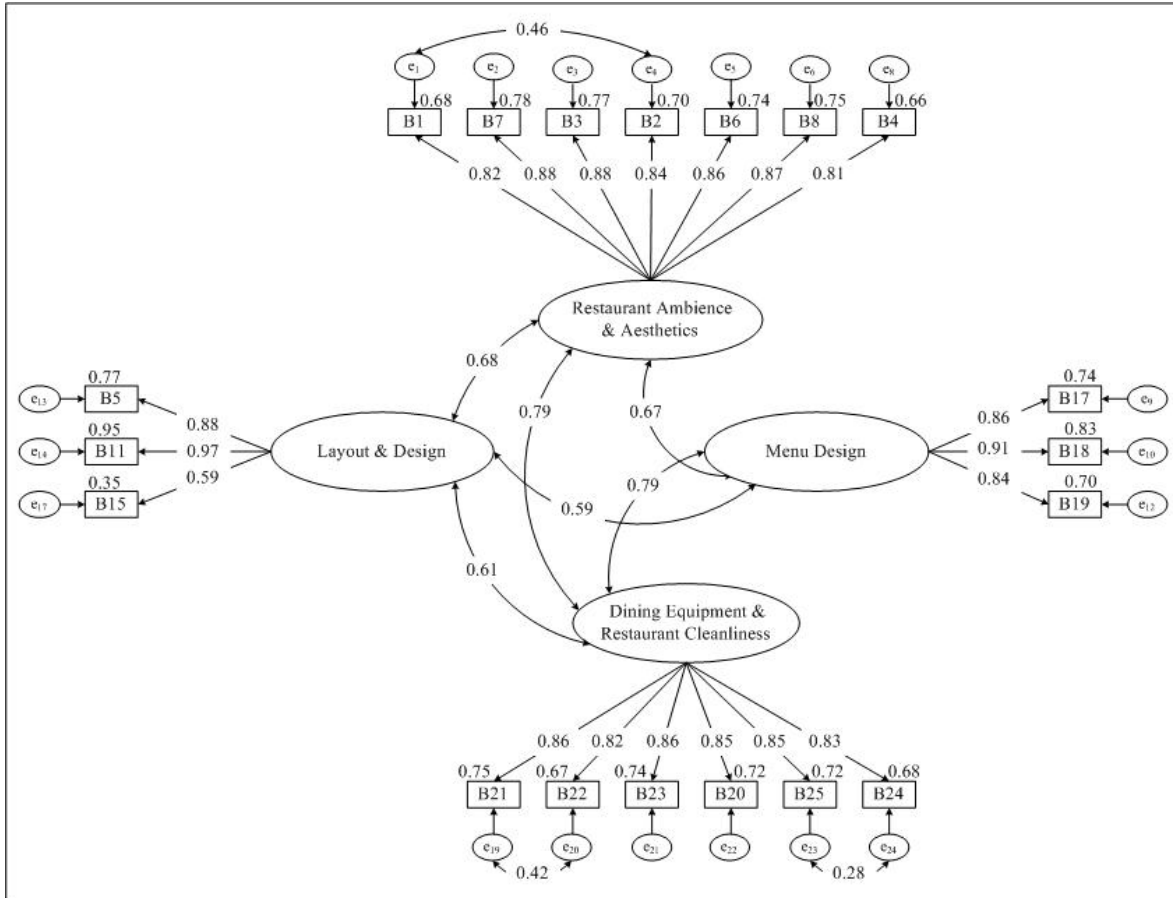 0.46
e1 e2 e3 e4 e5 e6 e8
0.68 0.78 0.77 0.70 0.74 0.75 0.66
B1 B7 B3 B2 B6 B8 B4
0.82 0.88 0.88 0.84 0.86 0.87 0.81
Restaurant Ambience
& Aesthetics
0.68
0.79
0.67
0.77
e13 B5
0.88
0.95
e14 B11
0.97
0.35
e17 B15
0.59
Layout & Design
Menu Design
0.74
0.86
B17 e9
0.83
0.91
B18 e10
0.70
0.84
B19 e12
0.79
0.59
0.61
Dining Equipment &
Restaurant Cleanliness
0.86 0.82 0.86 0.85 0.85 0.83
0.75 0.67 0.74 0.72 0.72 0.68
B21 B22 B23 B20 B25 B24
e19 e20 e21 e22 e23 e24
0.42 0.28